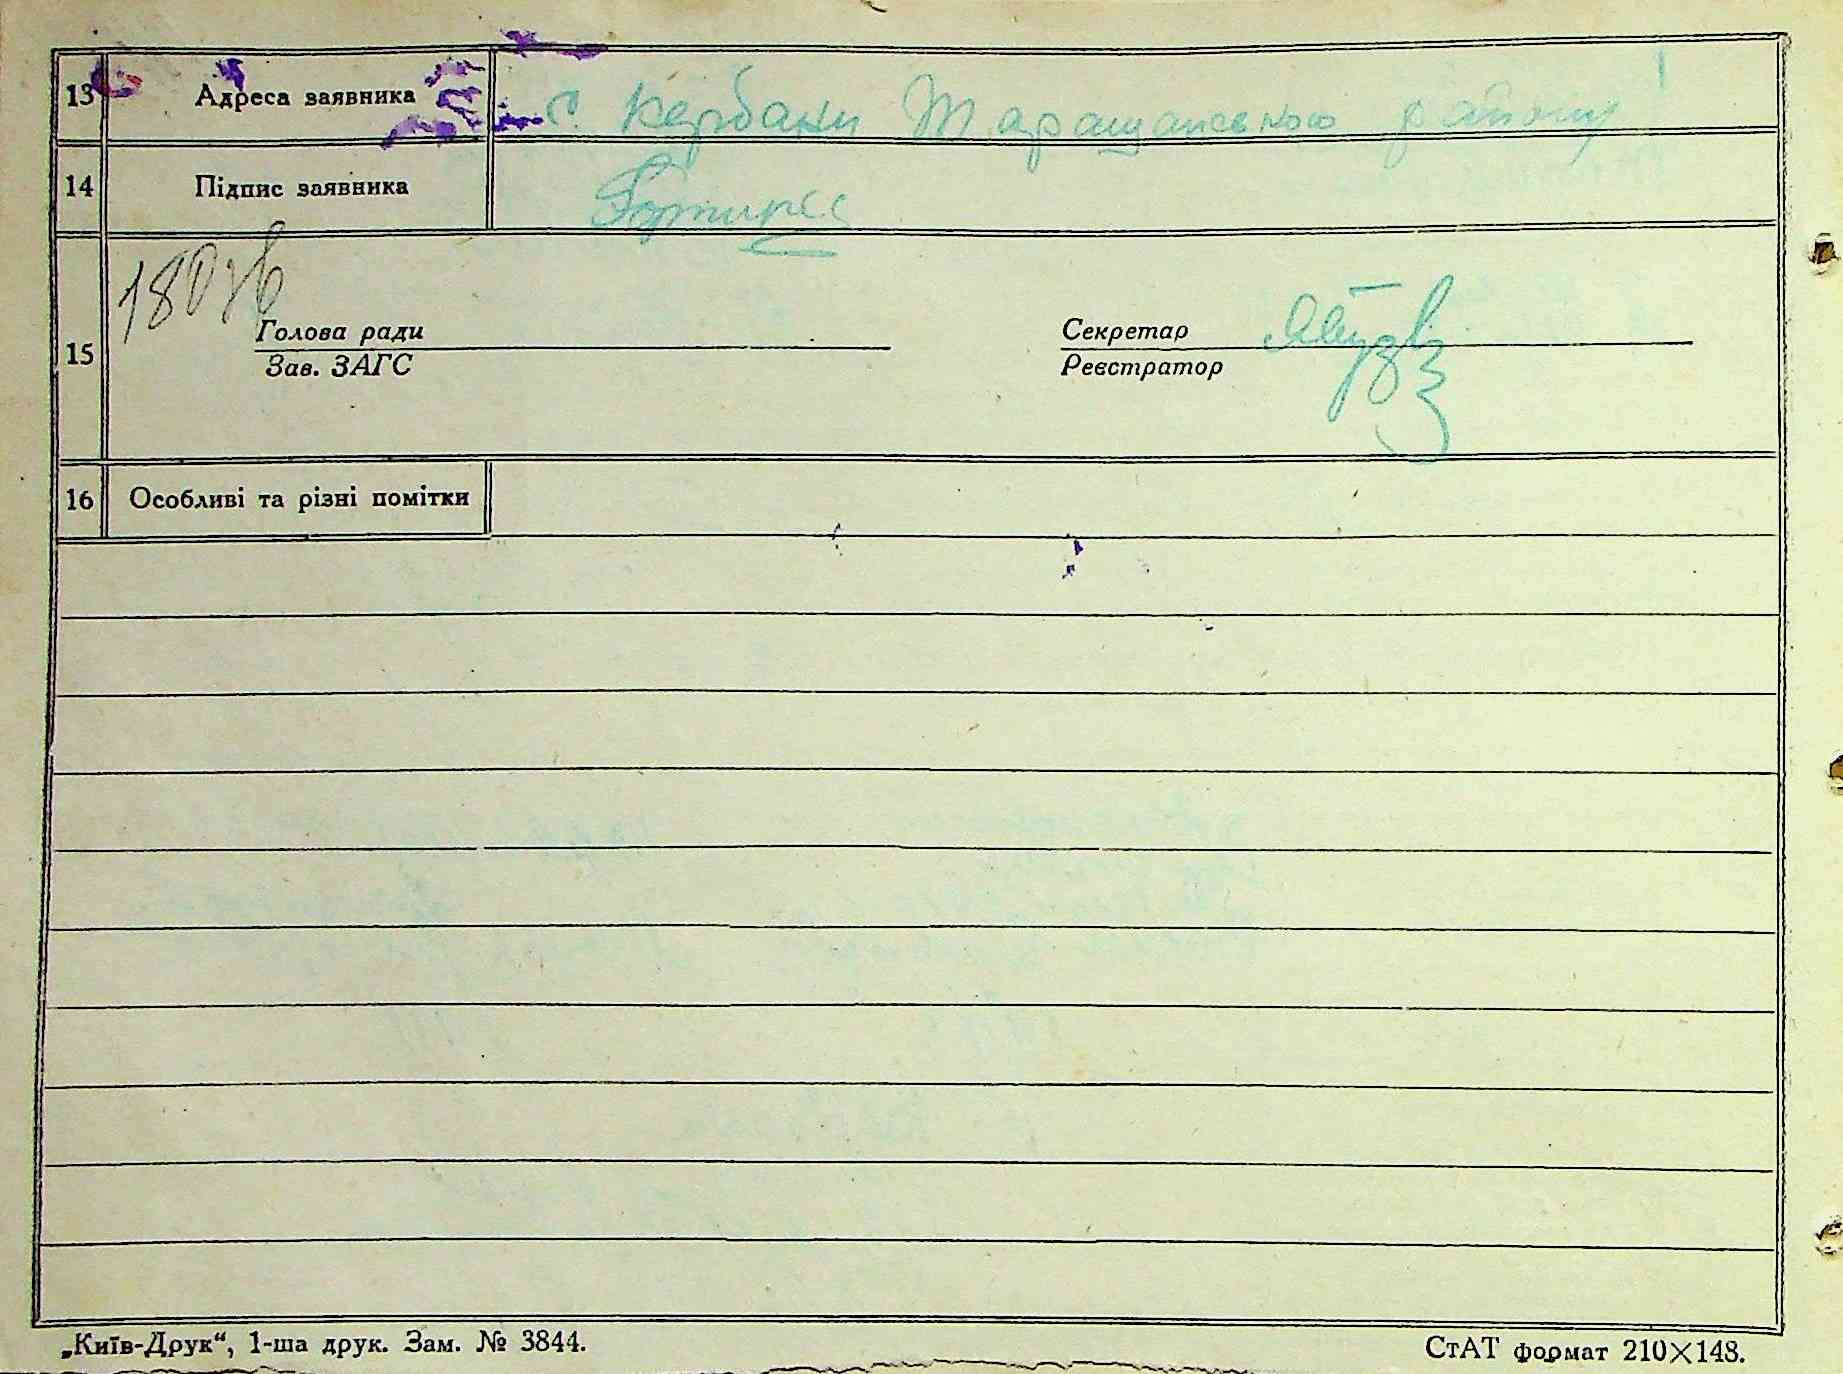 13 Адреса заявника с. Кербани Таращанського району
14 Підпис заявника
15 Голова ради Секретар
Зав. ЗАГС Реєстратор
16 Особливі та різні помітки
„Київ-Друк“, 1-ша друк. Зам. № 3844. СтАТ формат 210×148.